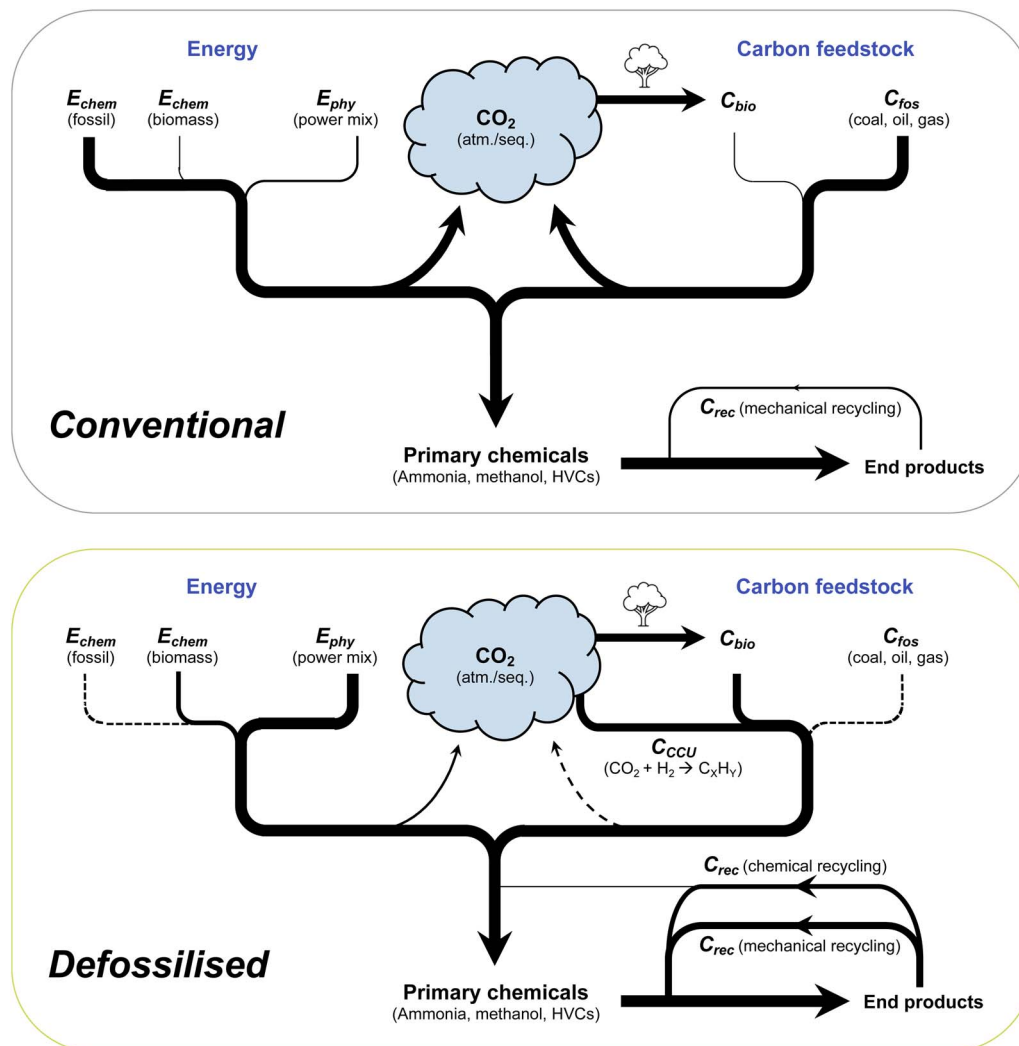 Energy
Carbon feedstock
E_chem
(fossil)
E_chem
(biomass)
E_phy
(power mix)
CO₂
(atm./seq.)
C_bio
C_fos
(coal, oil, gas)
Conventional
C_rec (mechanical recycling)
Primary chemicals
(Ammonia, methanol, HVCs)
End products
Energy
Carbon feedstock
E_chem
(fossil)
E_chem
(biomass)
E_phy
(power mix)
CO₂
(atm./seq.)
C_bio
C_fos
(coal, oil, gas)
C_CCU
(CO₂ + H₂ → C_XH_Y)
C_rec (chemical recycling)
C_rec (mechanical recycling)
Defossilised
Primary chemicals
(Ammonia, methanol, HVCs)
End products